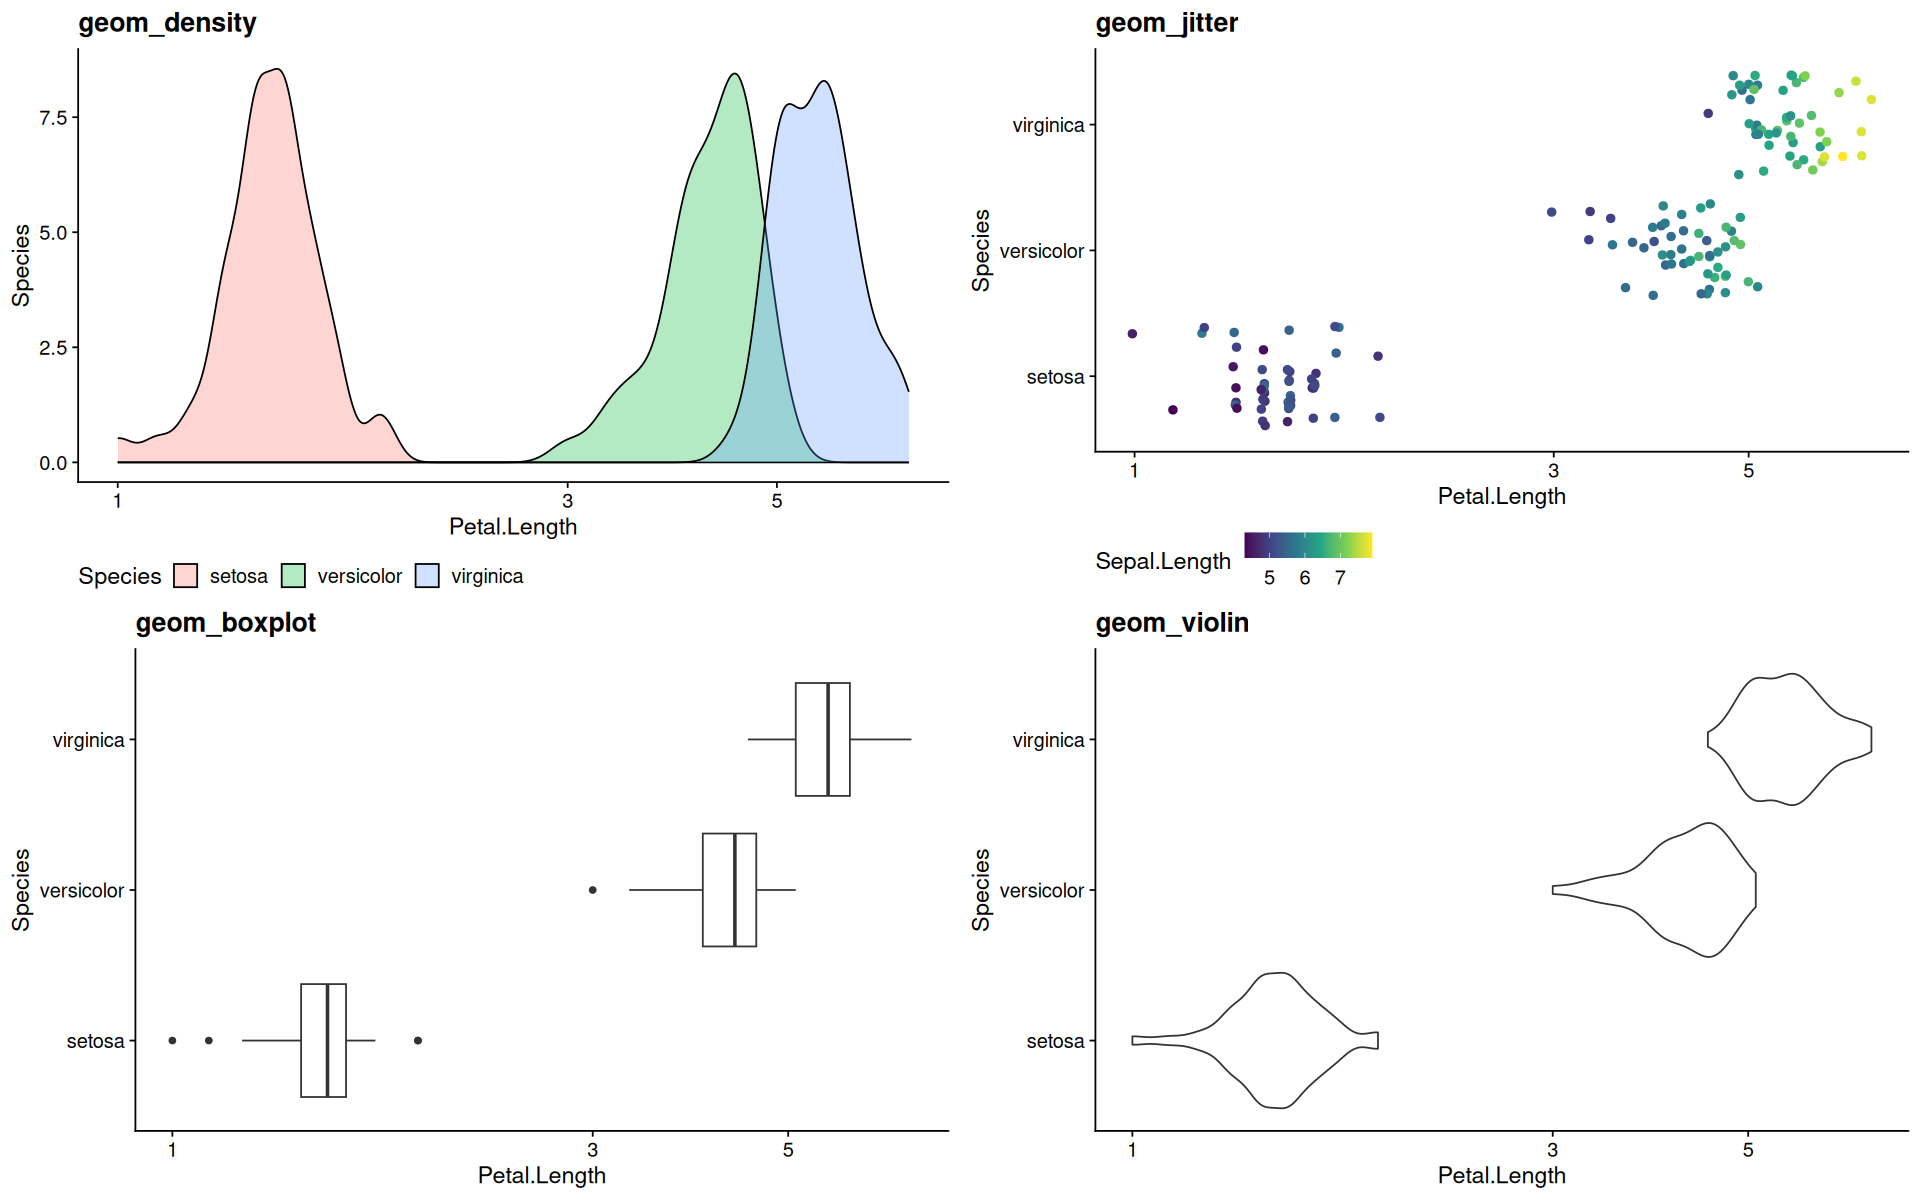 geom_density
7.5
5.0
2.5
0.0
Species
1 3 5
Petal.Length
Species setosa versicolor virginica
geom_jitter
virginica
versicolor
setosa
Species
1 3 5
Petal.Length
Sepal.Length
5 6 7
geom_boxplot
virginica
versicolor
setosa
Species
1 3 5
Petal.Length
geom_violin
virginica
versicolor
setosa
Species
1 3 5
Petal.Length